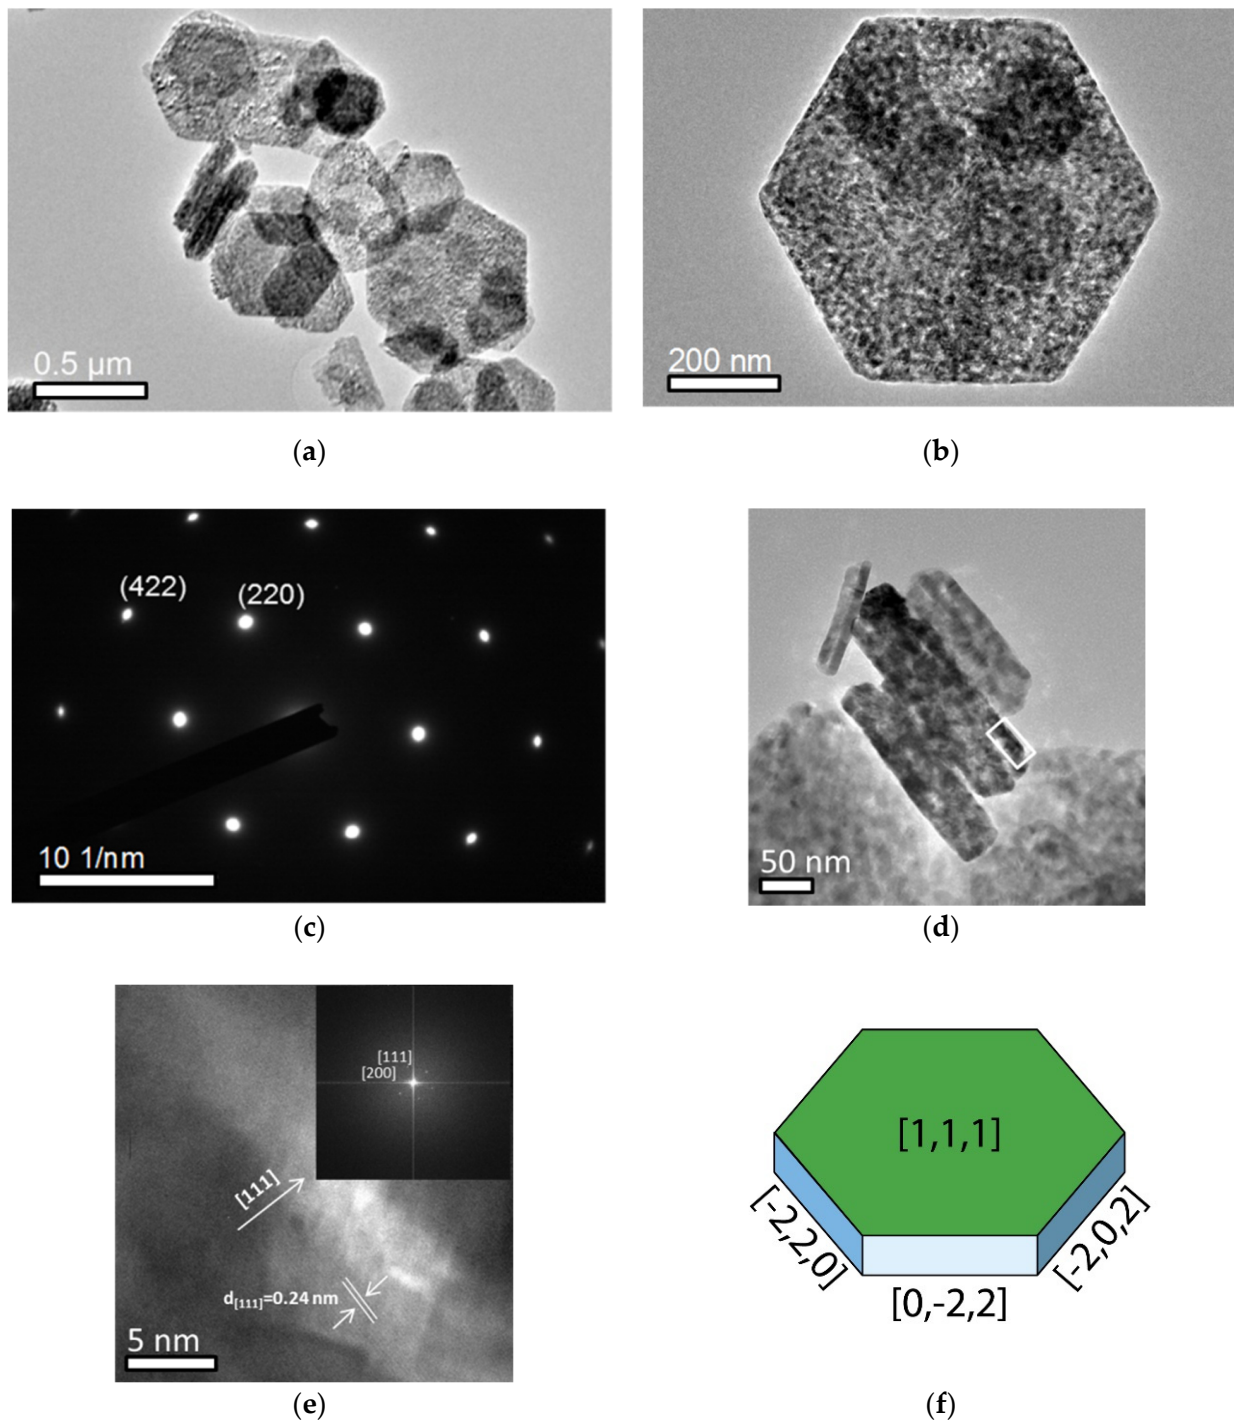 0.5 µm
200 nm
(a)
(b)
(422)
(220)
10 1/nm
50 nm
(c)
(d)
[111]
[200]
[111]
d[111]=0.24 nm
5 nm
[1,1,1]
[-2,2,0]
[-2,0,2]
[0,-2,2]
(e)
(f)